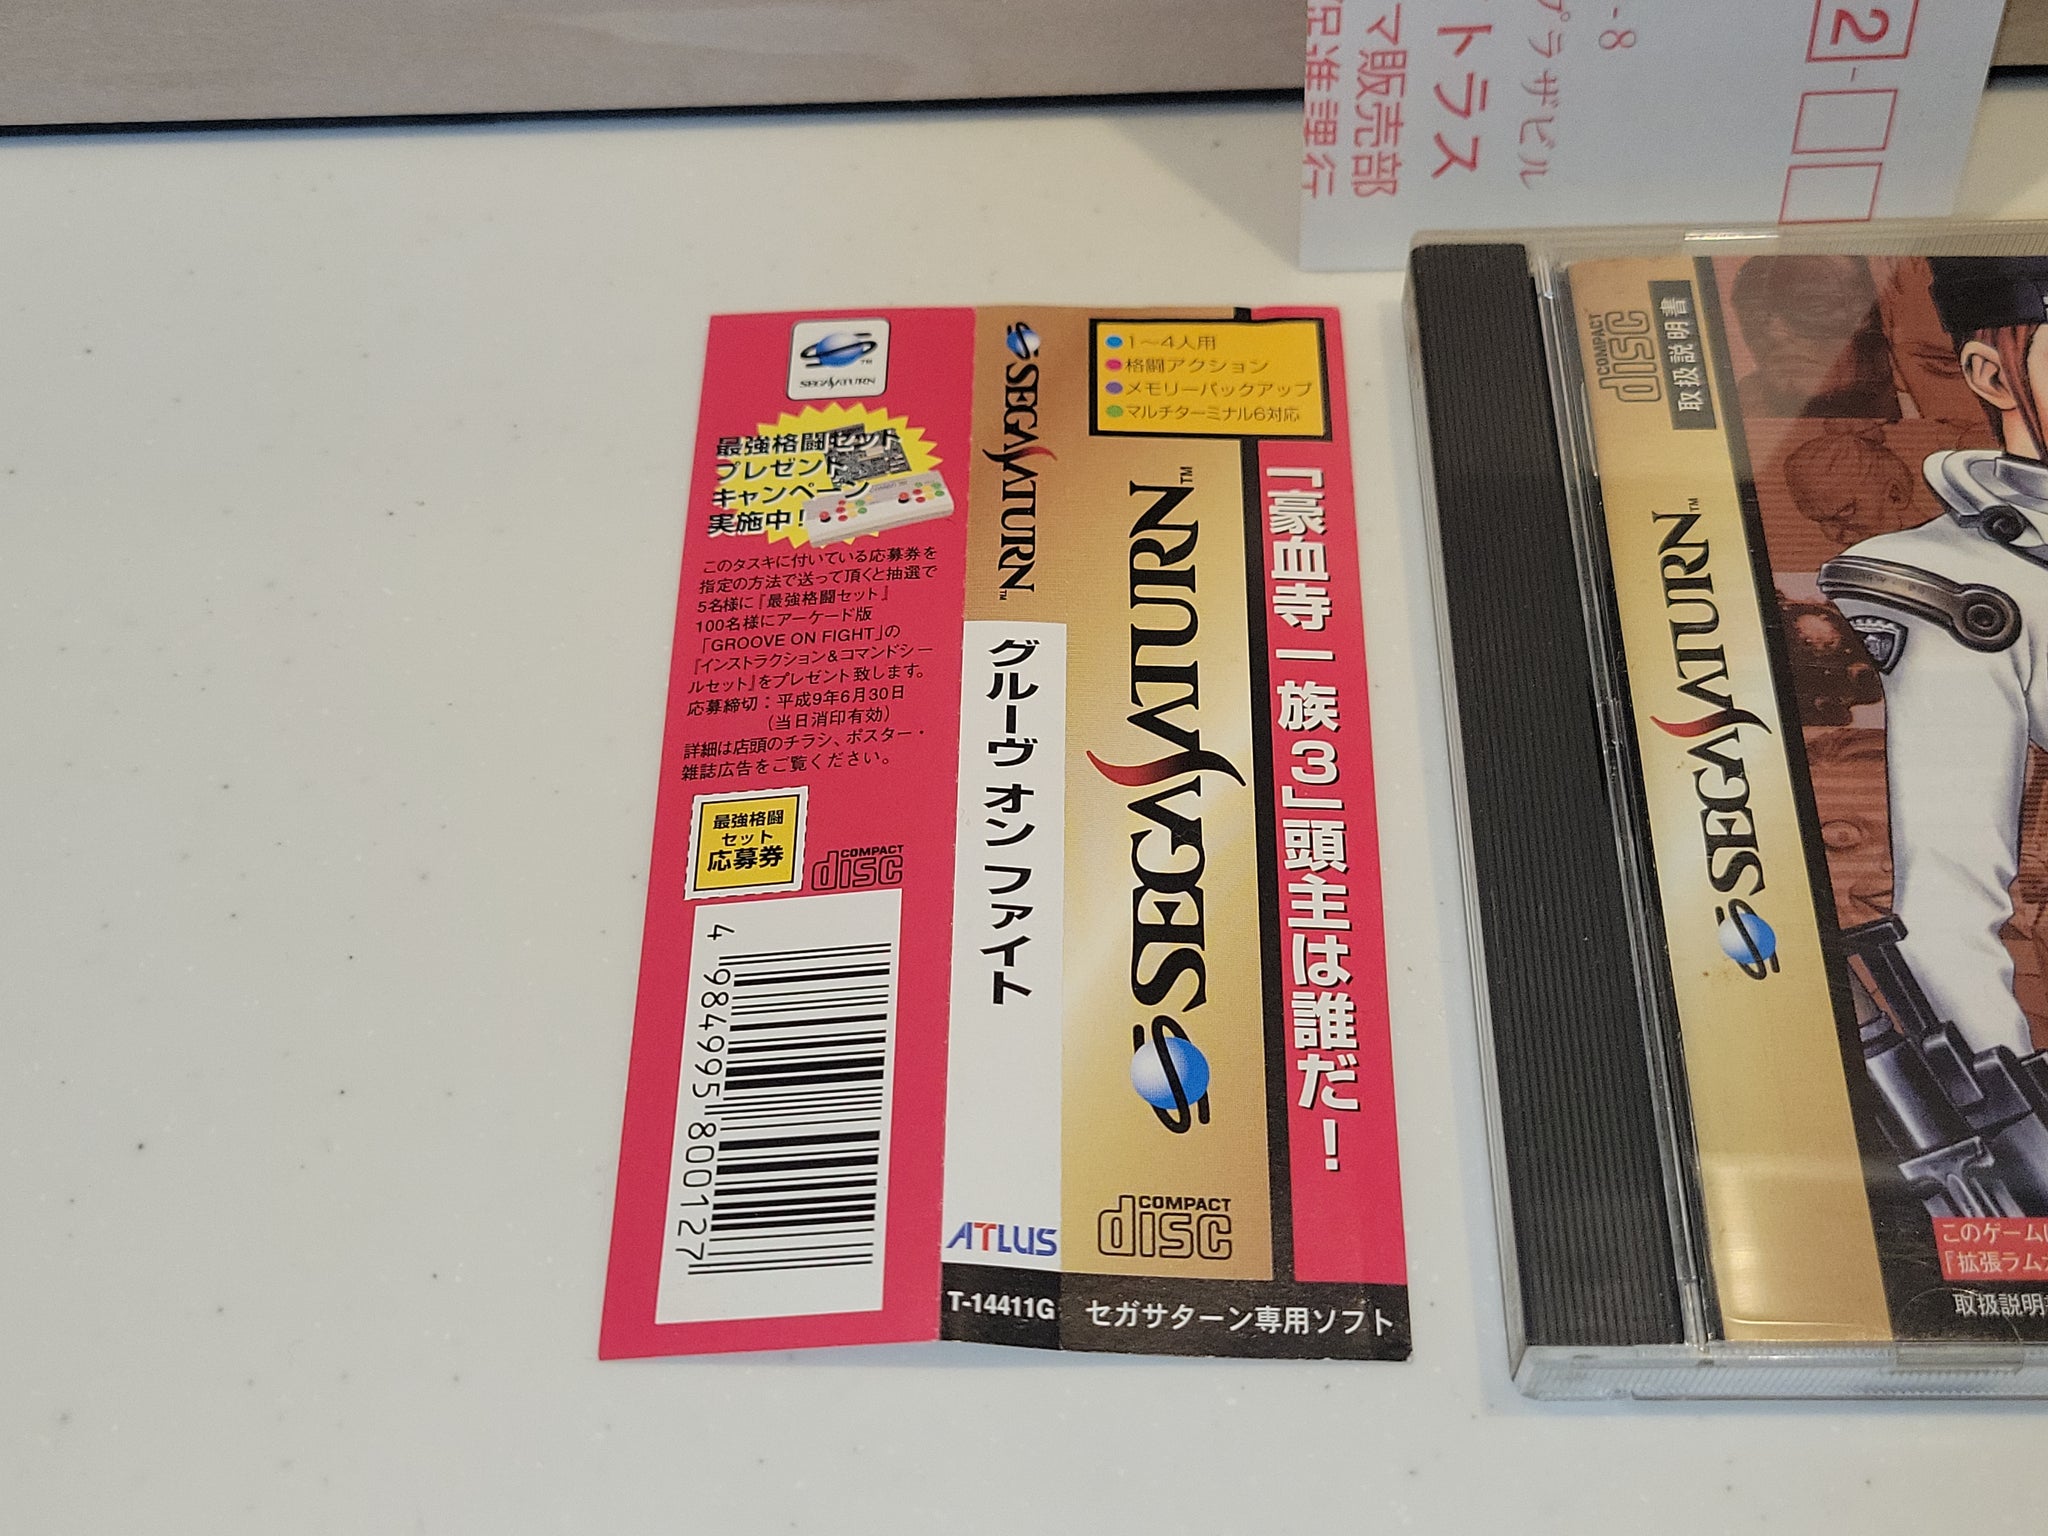 SEGA SATURN™
最強格闘セット
プレゼント
キャンペーン
実施中!
このタスキに付いている応募券を
指定の方法で送って頂くと抽選で
5名様に『最強格闘セット』
100名様にアーケード版
「GROOVE ON FIGHT」の
『インストラクション&コマンドシー
ルセット』をプレゼント致します。
応募締切:平成9年6月30日
(当日消印有効)
詳細は店頭のチラシ、ポスター・
雑誌広告をご覧ください。
最強格闘
セット
応募券
COMPACT
disc
4 984995 800127
SEGA SATURN™
グルーヴ オン ファイト
ATLUS
T-14411G
1〜4人用
格闘アクション
メモリーバックアップ
マルチターミナル6対応
SEGA SATURN™
COMPACT
disc
「豪血寺一族3」頭主は誰だ!
セガサターン専用ソフト
-8
プラザビル
トラス
マ販売部
促進課行
2
COMPACT
disc
取扱説明書
SEGA SATURN™
このゲームに
「拡張ラムカ
取扱説明